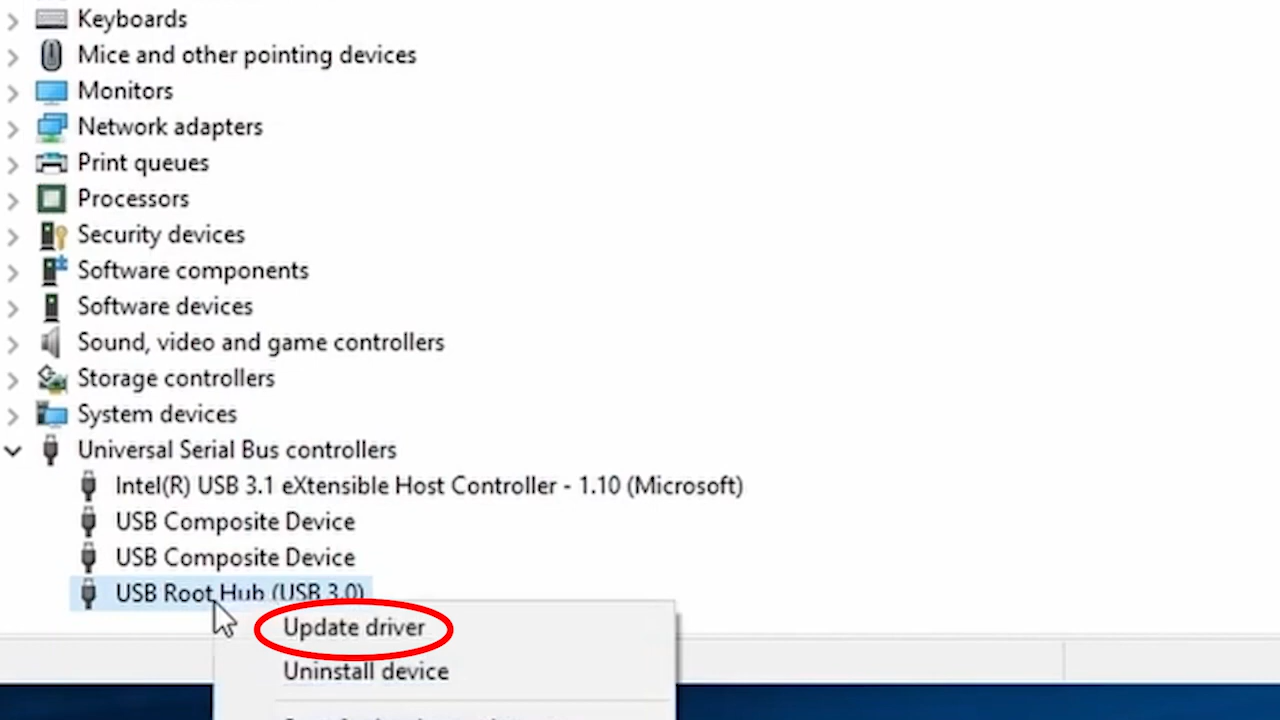 Keyboards
Mice and other pointing devices
Monitors
Network adapters
Print queues
Processors
Security devices
Software components
Software devices
Sound, video and game controllers
Storage controllers
System devices
Universal Serial Bus controllers
Intel(R) USB 3.1 eXtensible Host Controller - 1.10 (Microsoft)
USB Composite Device
USB Composite Device
USB Root Hub (USB 3.0)
Update driver
Uninstall device